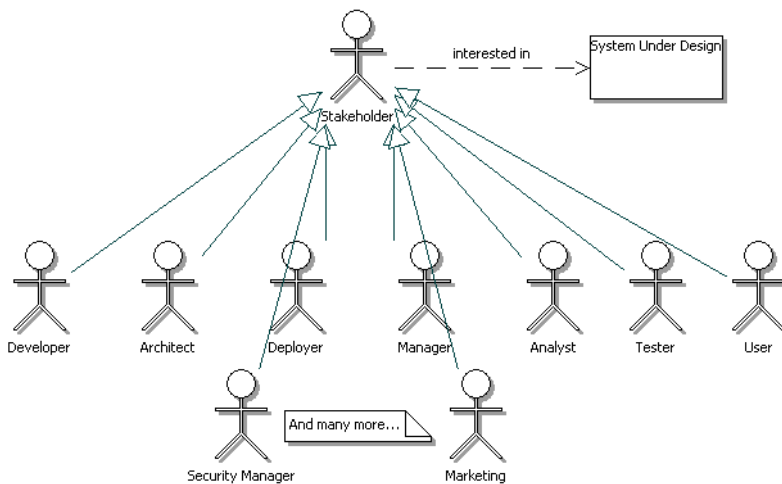 interested in
System Under Design
Stakeholder
Developer
Architect
Deployer
Manager
Analyst
Tester
User
And many more...
Security Manager
Marketing